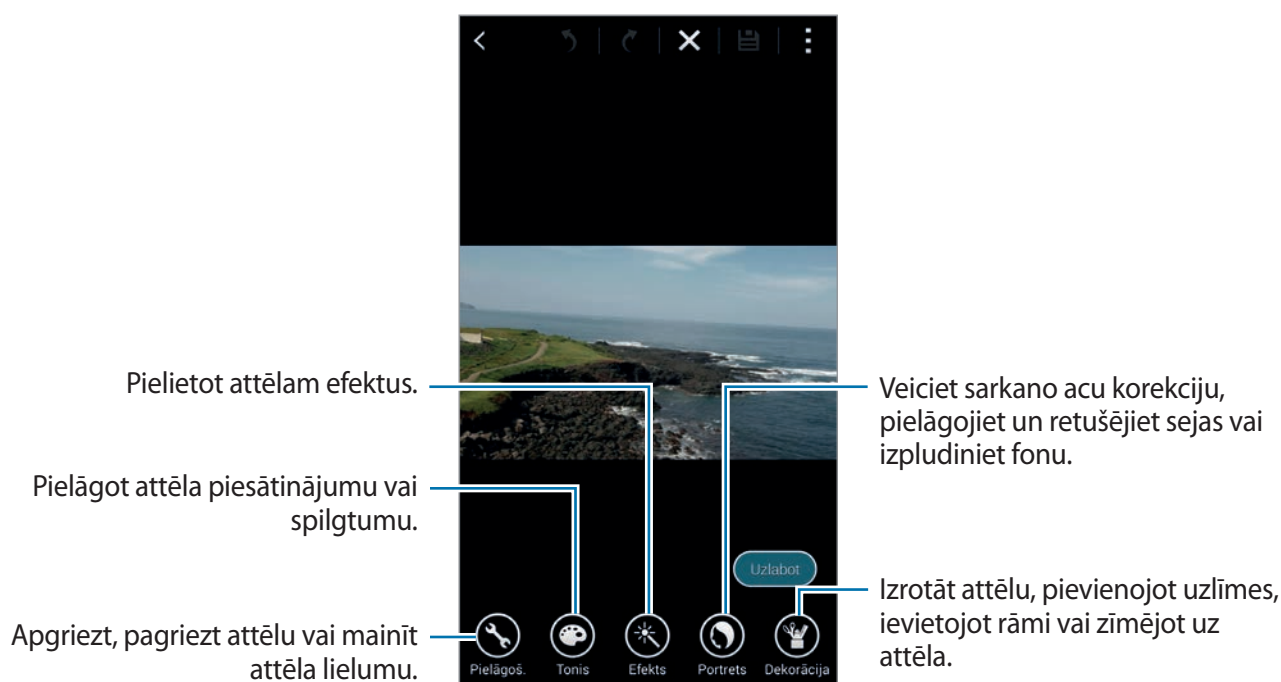 Pielietot attēlam efektus.
Pielāgot attēla piesātinājumu vai
spilgtumu.
Apgriezt, pagriezt attēlu vai mainīt
attēla lielumu.
Veiciet sarkano acu korekciju,
pielāgojiet un retušējiet sejas vai
izpludiniet fonu.
Uzlabot
Izrotāt attēlu, pievienojot uzlīmes,
ievietojot rāmi vai zīmējot uz
attēla.
Pielāgoš. Tonis Efekts Portrets Dekorācija